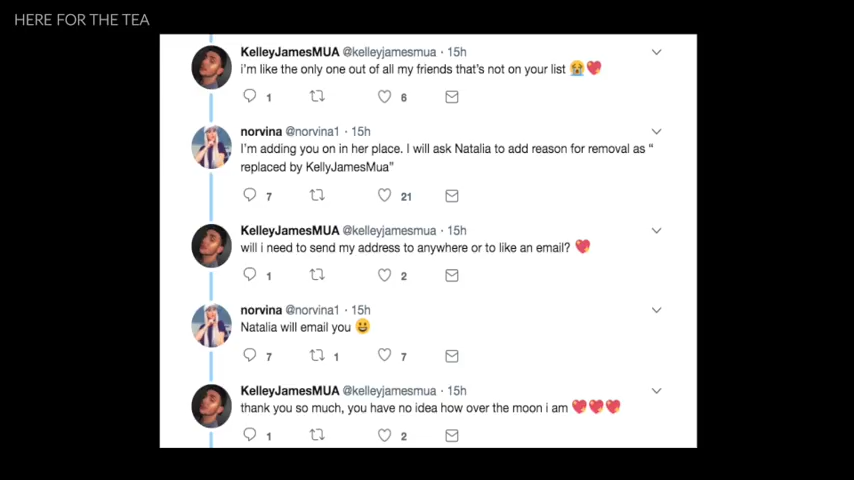 HERE FOR THE TEA
KelleyJamesMUA @kelleyjamesmua · 15h
i'm like the only one out of all my friends that's not on your list 😭💖
1 6
norvina @norvina1 · 15h
I'm adding you on in her place. I will ask Natalia to add reason for removal as “
replaced by KellyJamesMua”
7 21
KelleyJamesMUA @kelleyjamesmua · 15h
will i need to send my address to anywhere or to like an email? 💖
1 2
norvina @norvina1 · 15h
Natalia will email you 😀
7 1 7
KelleyJamesMUA @kelleyjamesmua · 15h
thank you so much, you have no idea how over the moon i am 💖💖💖
1 2